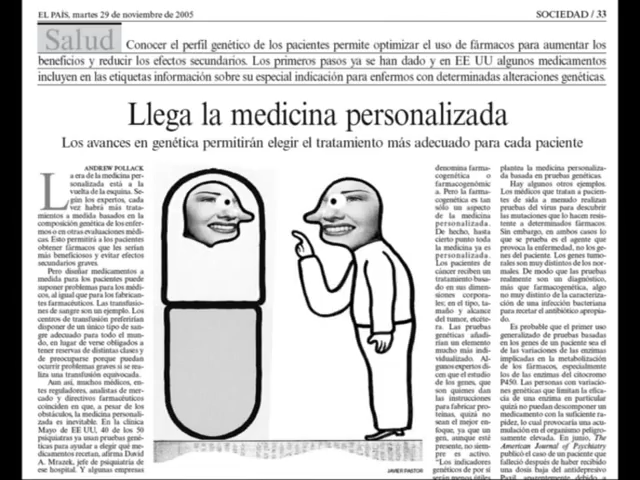 EL PAÍS, martes 29 de noviembre de 2005
SOCIEDAD / 33
Salud Conocer el perfil genético de los pacientes permite optimizar el uso de fármacos para aumentar los
beneficios y reducir los efectos secundarios. Los primeros pasos ya se han dado y en EE UU algunos medicamentos
incluyen en las etiquetas información sobre su especial indicación para enfermos con determinadas alteraciones genéticas.
Llega la medicina personalizada
Los avances en genética permitirán elegir el tratamiento más adecuado para cada paciente
ANDREW POLLACK
La era de la medicina per-
sonalizada está a la
vuelta de la esquina. Se-
gún los expertos, cada
vez habrá más trata-
mientos a medida basados en la
composición genética de los enfer-
mos o en otras evaluaciones médi-
cas. Esto permitirá a los pacientes
obtener fármacos que les serían
más beneficiosos y evitar efectos
secundarios graves.
Pero diseñar medicamentos a
medida para los pacientes puede
suponer problemas para los médi-
cos, al igual que para los fabrican-
tes farmacéuticos. Las transfusio-
nes de sangre son un ejemplo. Los
centros de transfusión preferirían
disponer de un único tipo de san-
gre adecuado para todo el mun-
do, en lugar de verse obligados a
tener reservas de distintas clases y
de preocuparse porque puedan
ocurrir problemas graves si se rea-
liza una transfusión equivocada.
Aun así, muchos médicos, en-
tes reguladores, analistas de mer-
cado y directivos farmacéuticos
coinciden en que, a pesar de los
obstáculos, la medicina personali-
zada es inevitable. En la clínica
Mayo de EE UU, 40 de los 50
psiquiatras ya usan pruebas géne-
ticas para ayudar a elegir qué me-
dicamentos recetan, afirma David
A. Mrazek, jefe de psiquiatría de
ese hospital. Y algunas empresas
JAVIER PASTOR
denomina farma-
cogenética o
farmacogenómic
a. Pero la farma-
cogenética es tan
sólo un aspecto
de la medicina
personalizada.
De hecho, hasta
cierto punto toda
la medicina ya es
personalizada.
Los pacientes de
cáncer reciben un
tratamiento basa-
do en sus dimen-
siones corpora-
les; en el tipo, ta-
maño y alcance
del tumor, etcéte-
ra. Las pruebas
genéticas añadi-
rían un elemento
mucho más indi-
vidualizado. Al-
gunos expertos di-
cen que el estudio
de los genes, que
son quienes dan
las instrucciones
para fabricar pro-
teínas, quizá no
sean el mejor en-
foque, ya que un
gen, aunque esté
presente, no siem-
pre es activo.
"Los indicadores
genéticos de por sí
serán menos útiles
plantea la medicina personaliza-
da basada en pruebas genéticas.
Hay algunos otros ejemplos.
Los médicos que tratan a pacien-
tes de sida a menudo realizan
pruebas del virus para descubrir
las mutaciones que lo hacen resis-
tente a determinados fármacos.
Sin embargo, en ambos casos lo
que se prueba es el agente que
provoca la enfermedad, no los ge-
nes del paciente. Los genes tumo-
rales son muy distintos de los nor-
males. De modo que las pruebas
realmente son un diagnóstico,
más que farmacogenética, algo
no muy distinto de la caracteriza-
ción de una infección bacteriana
para recetar el antibiótico apropia-
do.
Es probable que el primer uso
generalizado de pruebas basadas
en los genes de un paciente sea el
de las variaciones de las enzimas
implicadas en la metabolización
de los fármacos, especialmente
los de las enzimas del citocromo
P450. Las personas con variacio-
nes genéticas que limitan la efica-
cia de una enzima en particular
quizá no puedan descomponer un
medicamento con la suficiente ra-
pidez, lo cual provocaría una acu-
mulación en el organismo peligro-
samente elevada. En junio, The
American Journal of Psychiatry
publicó el caso de un paciente que
falleció después de haber recibido
una dosis baja del antidepresivo
Paxil, aparentemente debido a